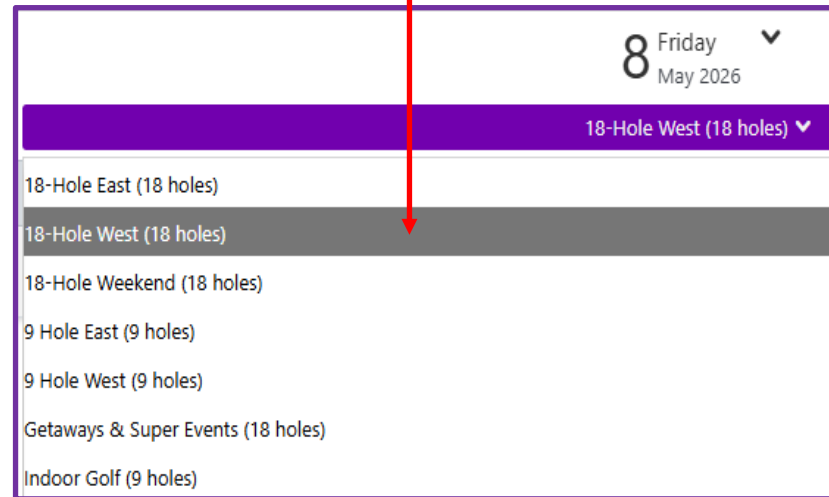 8 Friday
May 2026
18-Hole West (18 holes)
18-Hole East (18 holes)
18-Hole West (18 holes)
18-Hole Weekend (18 holes)
9 Hole East (9 holes)
9 Hole West (9 holes)
Getaways & Super Events (18 holes)
Indoor Golf (9 holes)